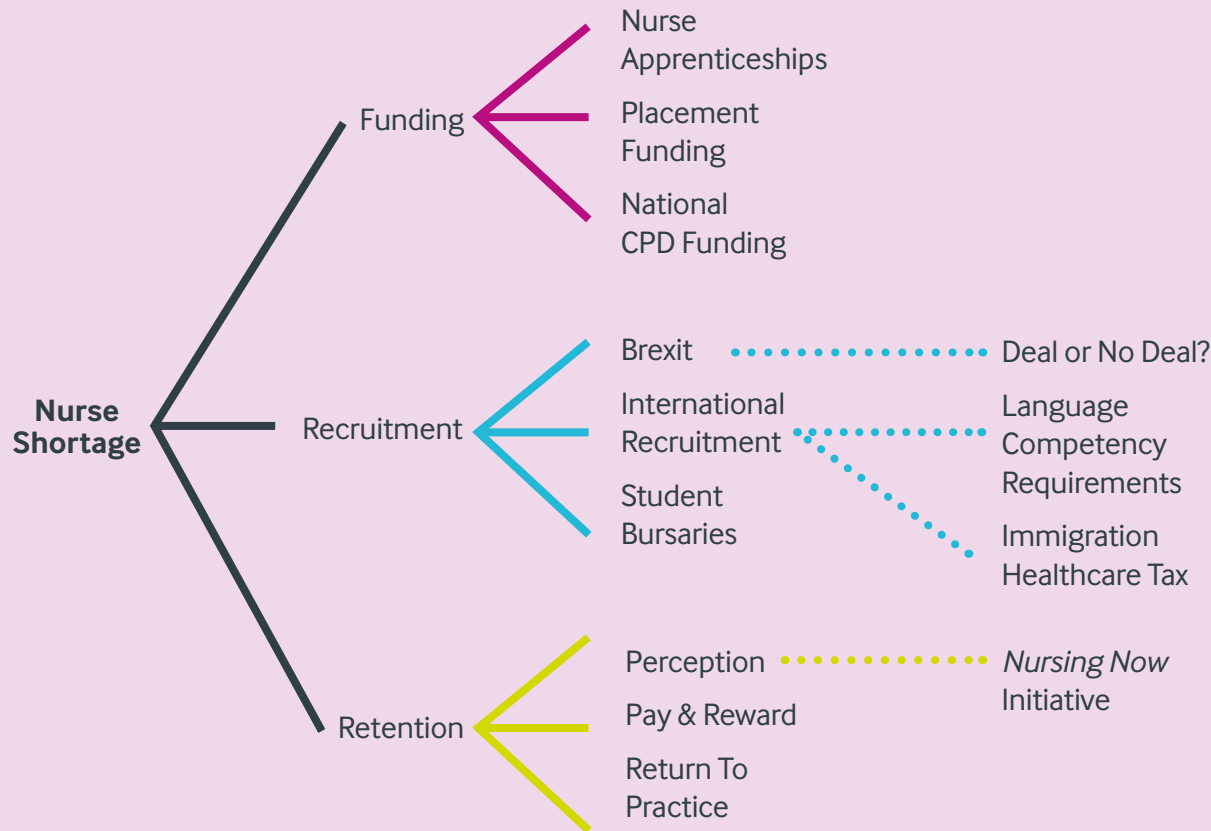 Nurse
Shortage
Funding
Nurse
Apprenticeships
Placement
Funding
National
CPD Funding
Recruitment
Brexit
Deal or No Deal?
International
Recruitment
Language
Competency
Requirements
Immigration
Healthcare Tax
Student
Bursaries
Retention
Perception
Nursing Now
Initiative
Pay & Reward
Return To
Practice